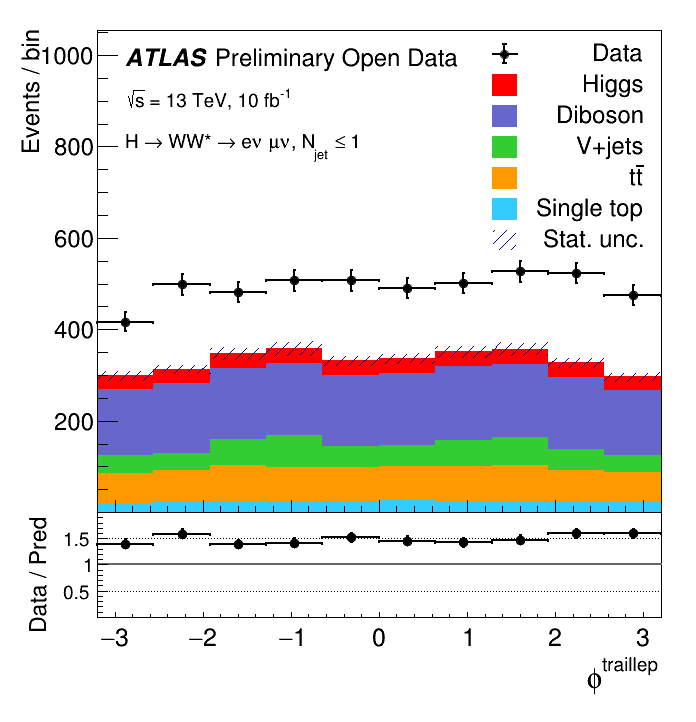 Events / bin
1000
800
600
400
200
ATLAS Preliminary Open Data
√s = 13 TeV, 10 fb⁻¹
H → WW* → eν μν, N_jet ≤ 1
Data
Higgs
Diboson
V+jets
tt̄
Single top
Stat. unc.
Data / Pred
1.5
1
0.5
−3 −2 −1 0 1 2 3
ϕ^traillep